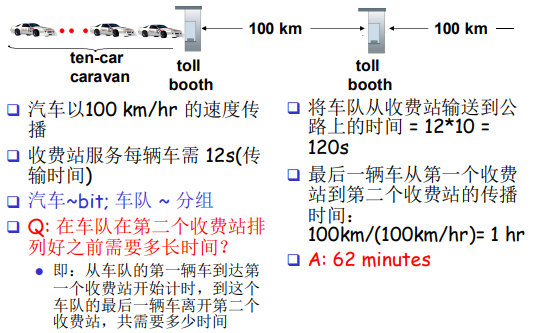 100 km
100 km
ten-car
caravan
toll
booth
toll
booth
汽车以100 km/hr 的速度传
播
收费站服务每辆车需 12s(传
输时间)
汽车~bit; 车队 ~ 分组
Q: 在车队在第二个收费站排
列好之前需要多长时间?
即：从车队的第一辆车到达第
一个收费站开始计时，到这个
车队的最后一辆车离开第二个
收费站，共需要多少时间
将车队从收费站输送到公
路上的时间 = 12*10 =
120s
最后一辆车从第一个收费
站到第二个收费站的传播
时间：
100km/(100km/hr)= 1 hr
A: 62 minutes